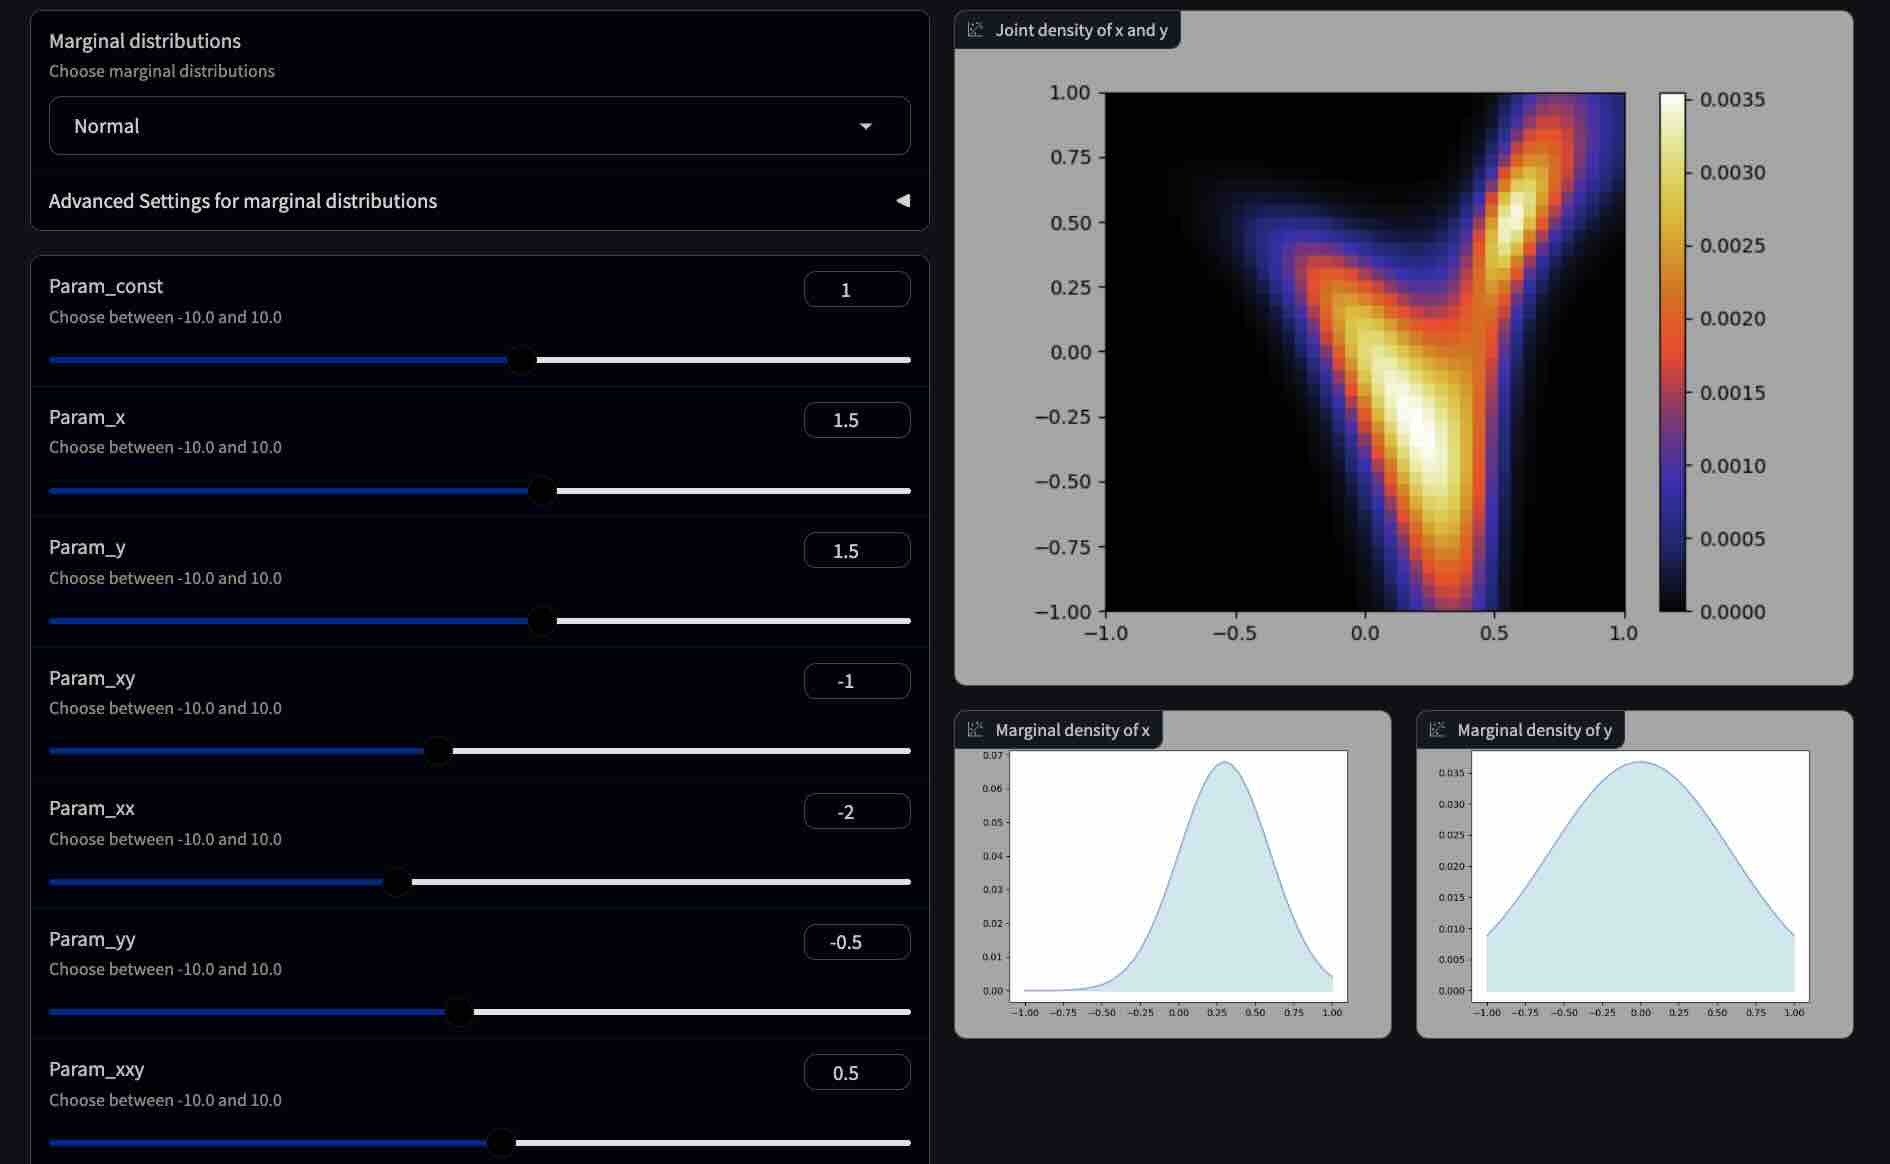 Marginal distributions
Choose marginal distributions
Normal
Advanced Settings for marginal distributions
Param_const
1
Choose between -10.0 and 10.0
Param_x
1.5
Choose between -10.0 and 10.0
Param_y
1.5
Choose between -10.0 and 10.0
Param_xy
-1
Choose between -10.0 and 10.0
Param_xx
-2
Choose between -10.0 and 10.0
Param_yy
-0.5
Choose between -10.0 and 10.0
Param_xxy
0.5
Choose between -10.0 and 10.0
Joint density of x and y
1.00
0.75
0.50
0.25
0.00
−0.25
−0.50
−0.75
−1.00
−1.0 −0.5 0.0 0.5 1.0
0.0035
0.0030
0.0025
0.0020
0.0015
0.0010
0.0005
0.0000
Marginal density of x
0.07
0.06
0.05
0.04
0.03
0.02
0.01
0.00
−1.00 −0.75 −0.50 −0.25 0.00 0.25 0.50 0.75 1.00
Marginal density of y
0.035
0.030
0.025
0.020
0.015
0.010
0.005
0.000
−1.00 −0.75 −0.50 −0.25 0.00 0.25 0.50 0.75 1.00